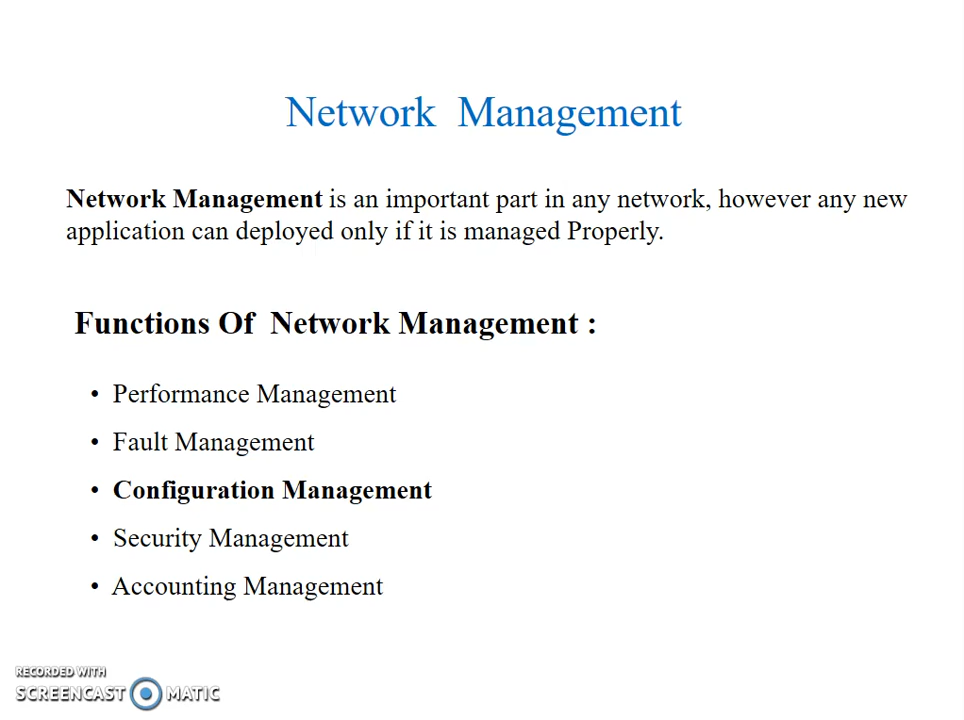 Network Management
Network Management is an important part in any network, however any new
application can deployed only if it is managed Properly.
Functions Of Network Management :
• Performance Management
• Fault Management
• Configuration Management
• Security Management
• Accounting Management
RECORDED WITH
SCREENCAST MATIC